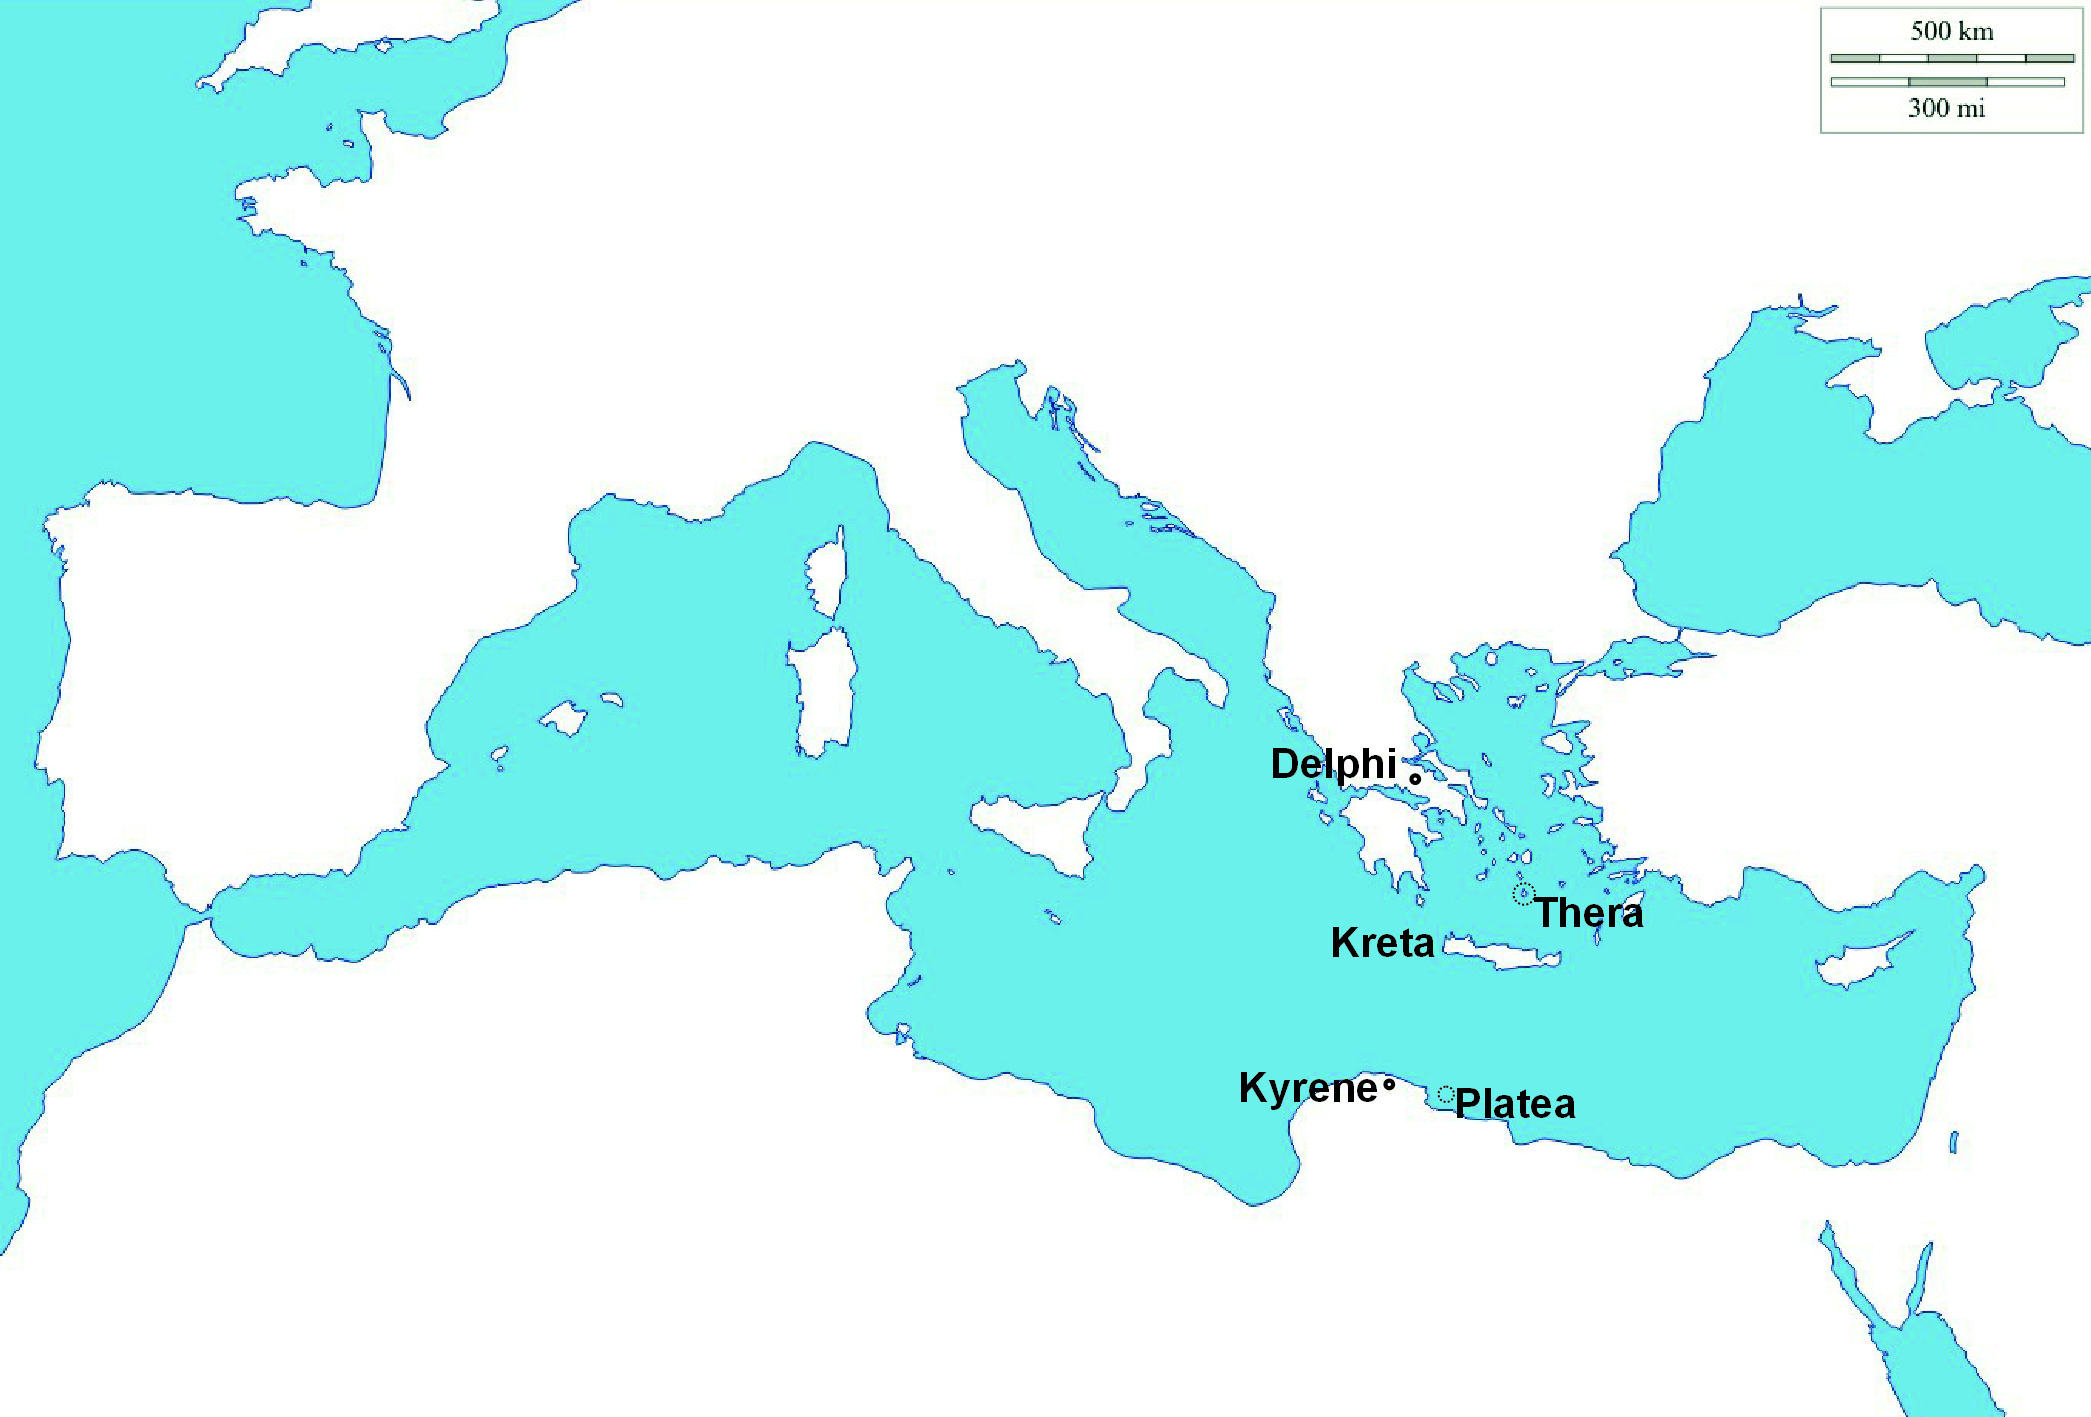 500 km
300 mi
Delphi
Thera
Kreta
Kyrene
Platea